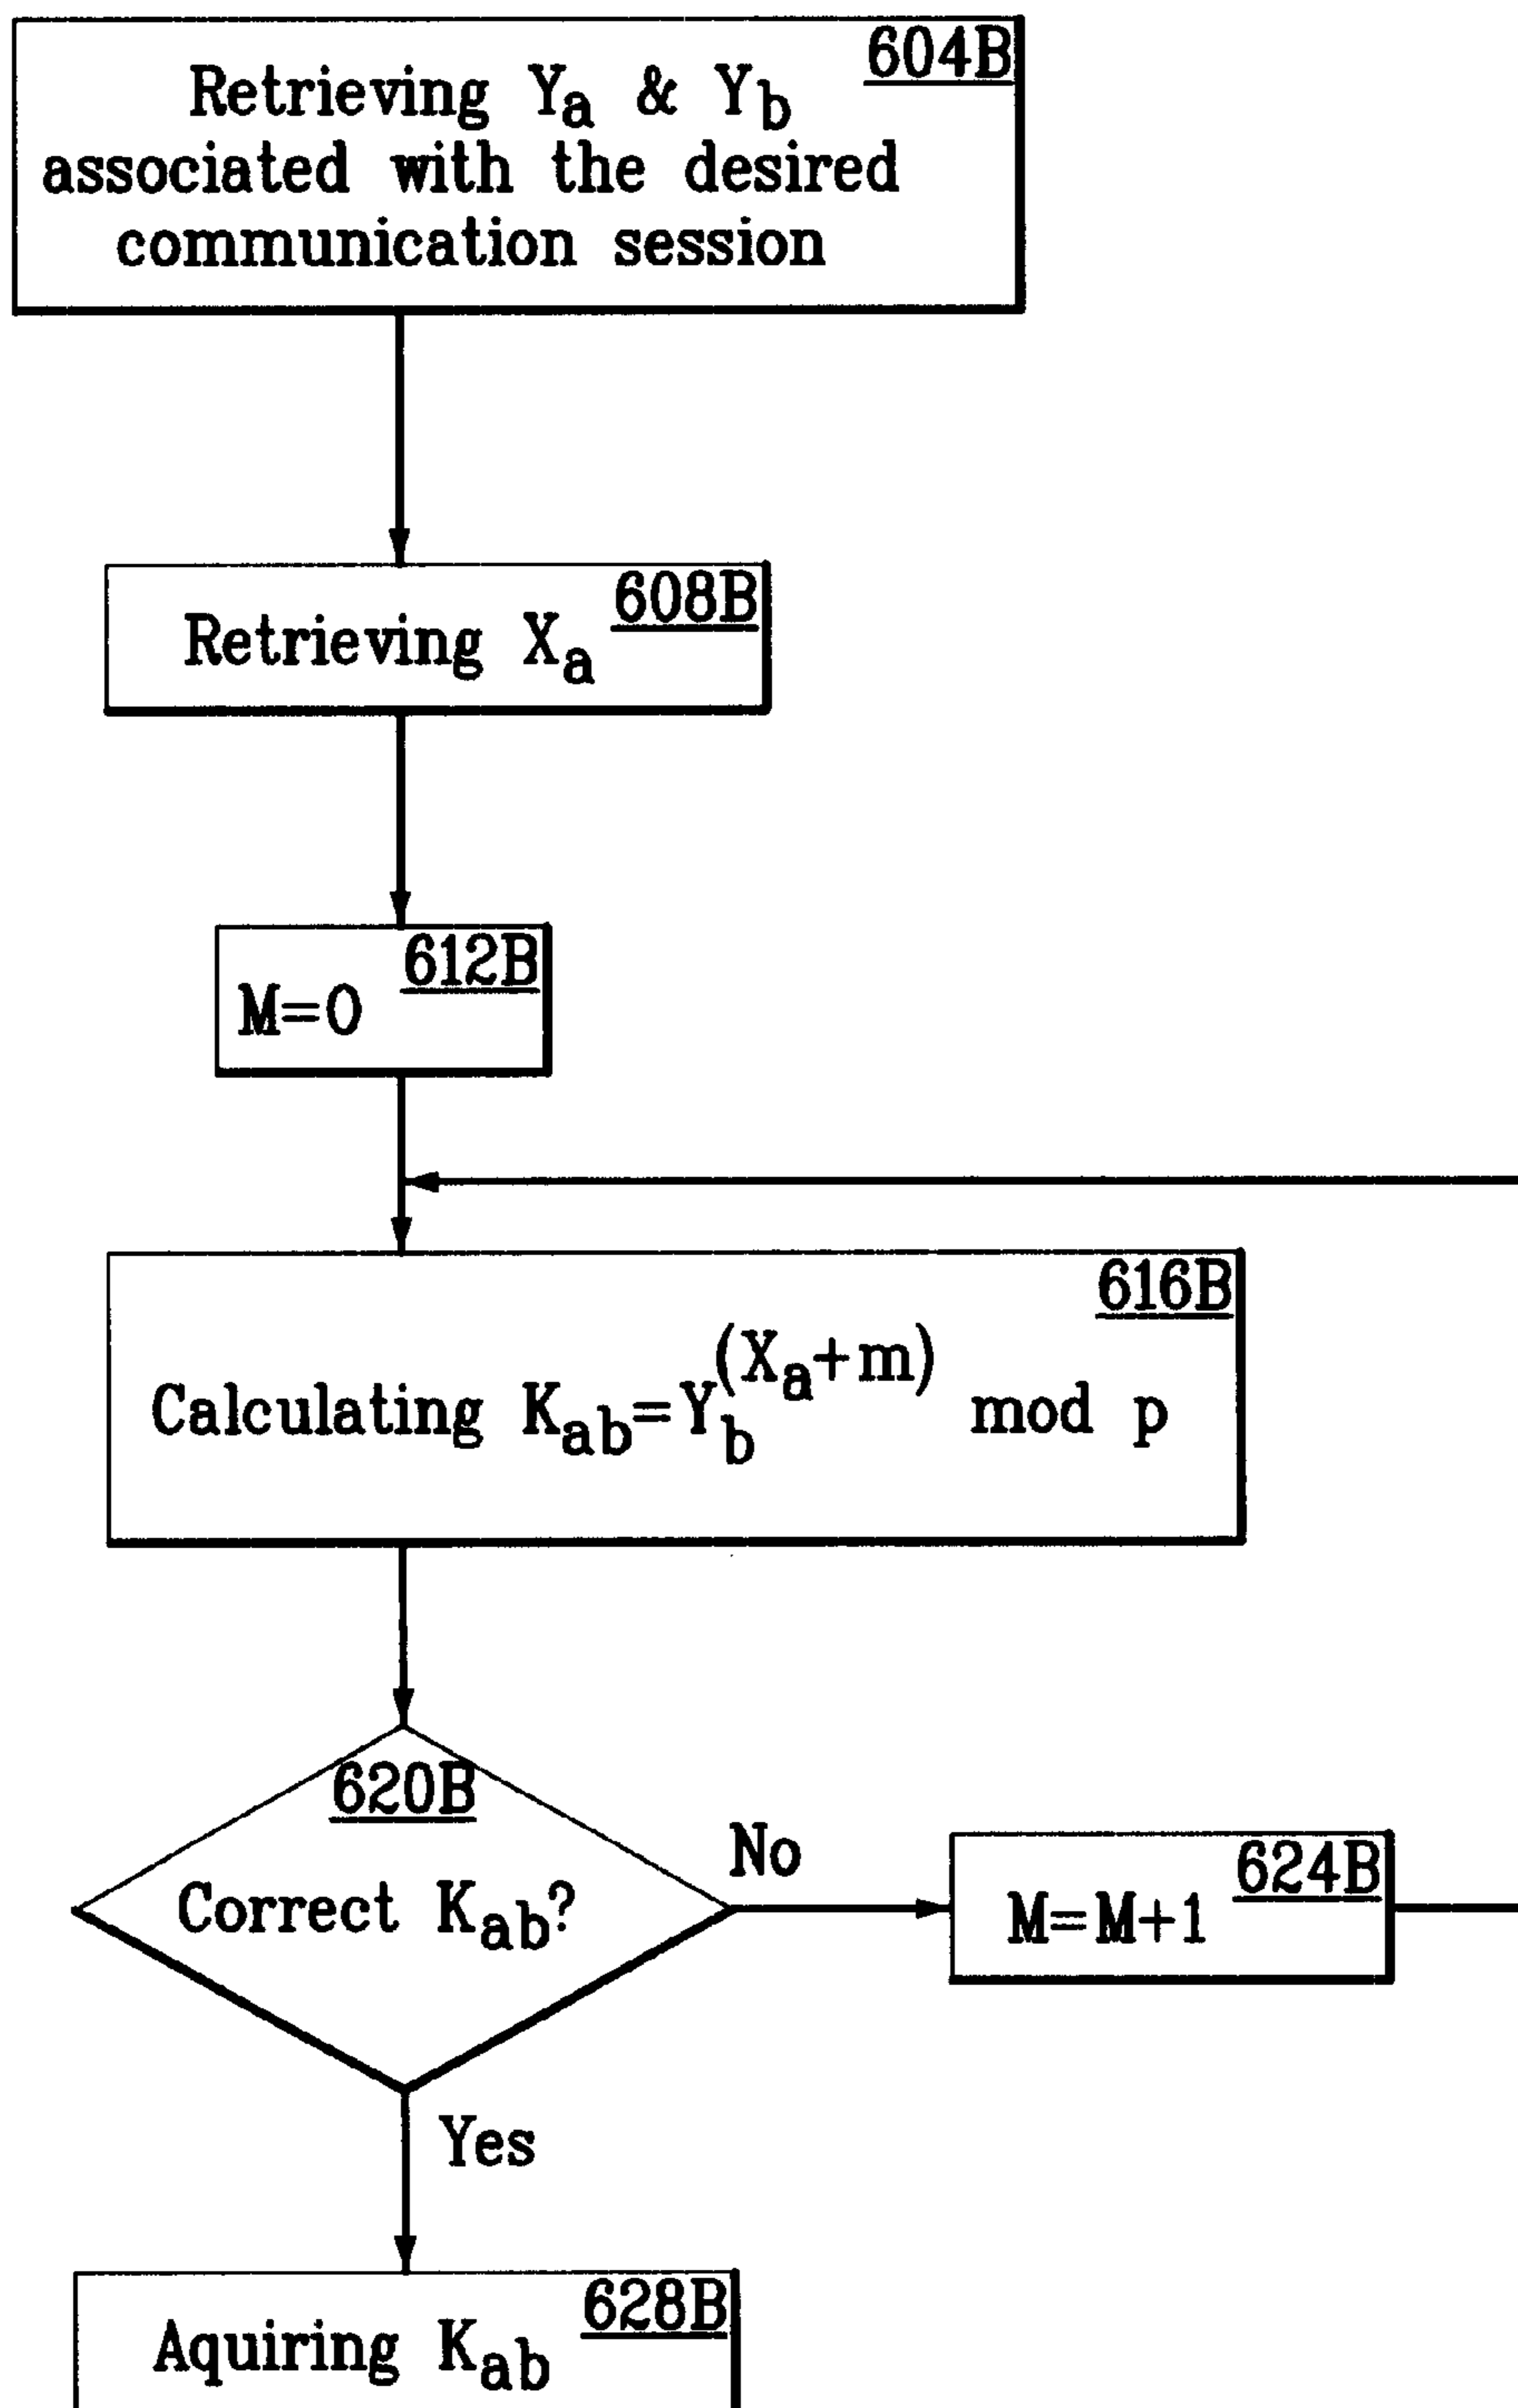 604B
Retrieving Ya & Yb
associated with the desired
communication session
608B
Retrieving Xa
612B
M=0
616B
Calculating Kab=Yb(Xa+m) mod p
620B
Correct Kab?
No
624B
M=M+1
Yes
628B
Aquiring Kab